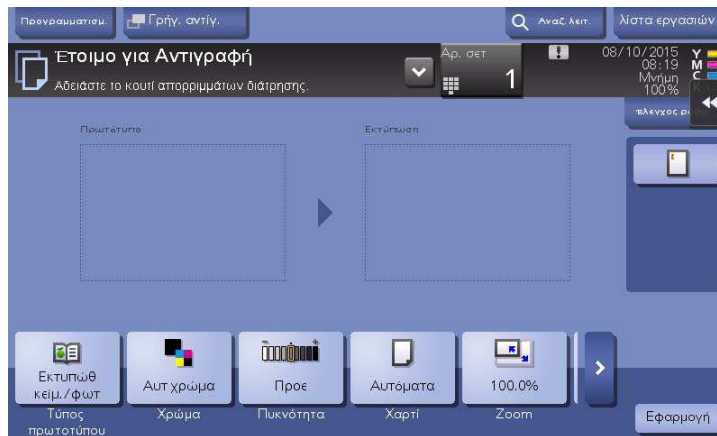 Προγραμματισμ.
Γρήγ. αντίγ.
Αναζ. λειτ.
λίστα εργασιών
Έτοιμο για Αντιγραφή
Αδειάστε το κουτί απορριμμάτων διάτρησης.
Αρ. σετ
1
08/10/2015
08:19
Μνήμη
100%
Y
M
C
K
Πρωτότυπο
Εκτύπωση
Εκτυπώθ
κείμ./φωτ
Αυτ χρώμα
Προε
Αυτόματα
100.0%
Τύπος
πρωτοτύπου
Χρώμα
Πυκνότητα
Χαρτί
Zoom
Εφαρμογή